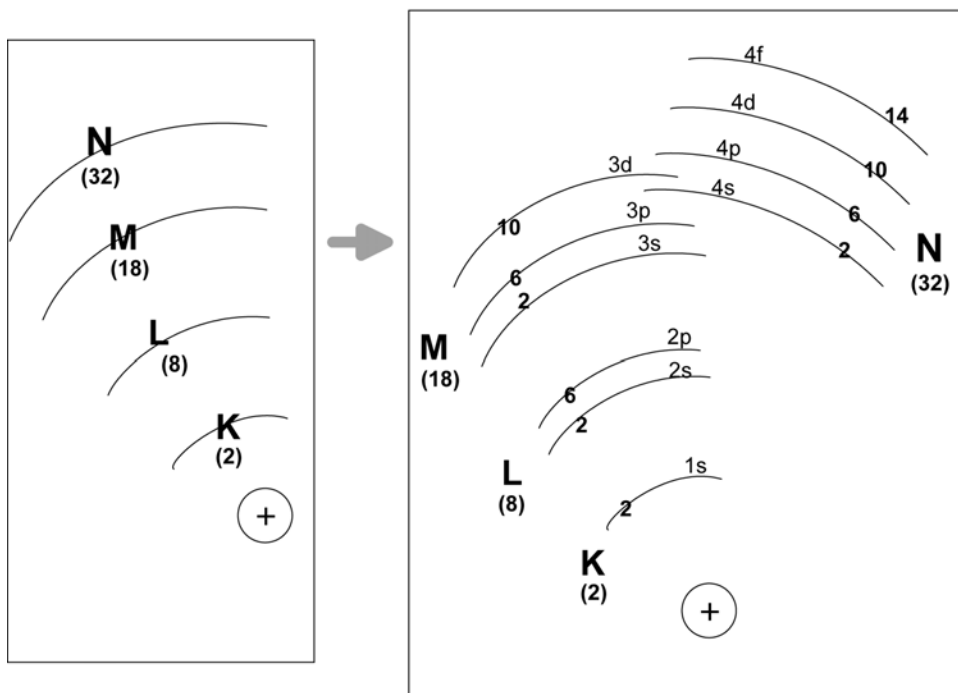 N
(32)
M
(18)
L
(8)
K
(2)
+
4f
14
4d
10
4p
6
4s
2
N
(32)
3d
10
3p
6
3s
2
M
(18)
2p
6
2s
2
L
(8)
1s
2
K
(2)
+